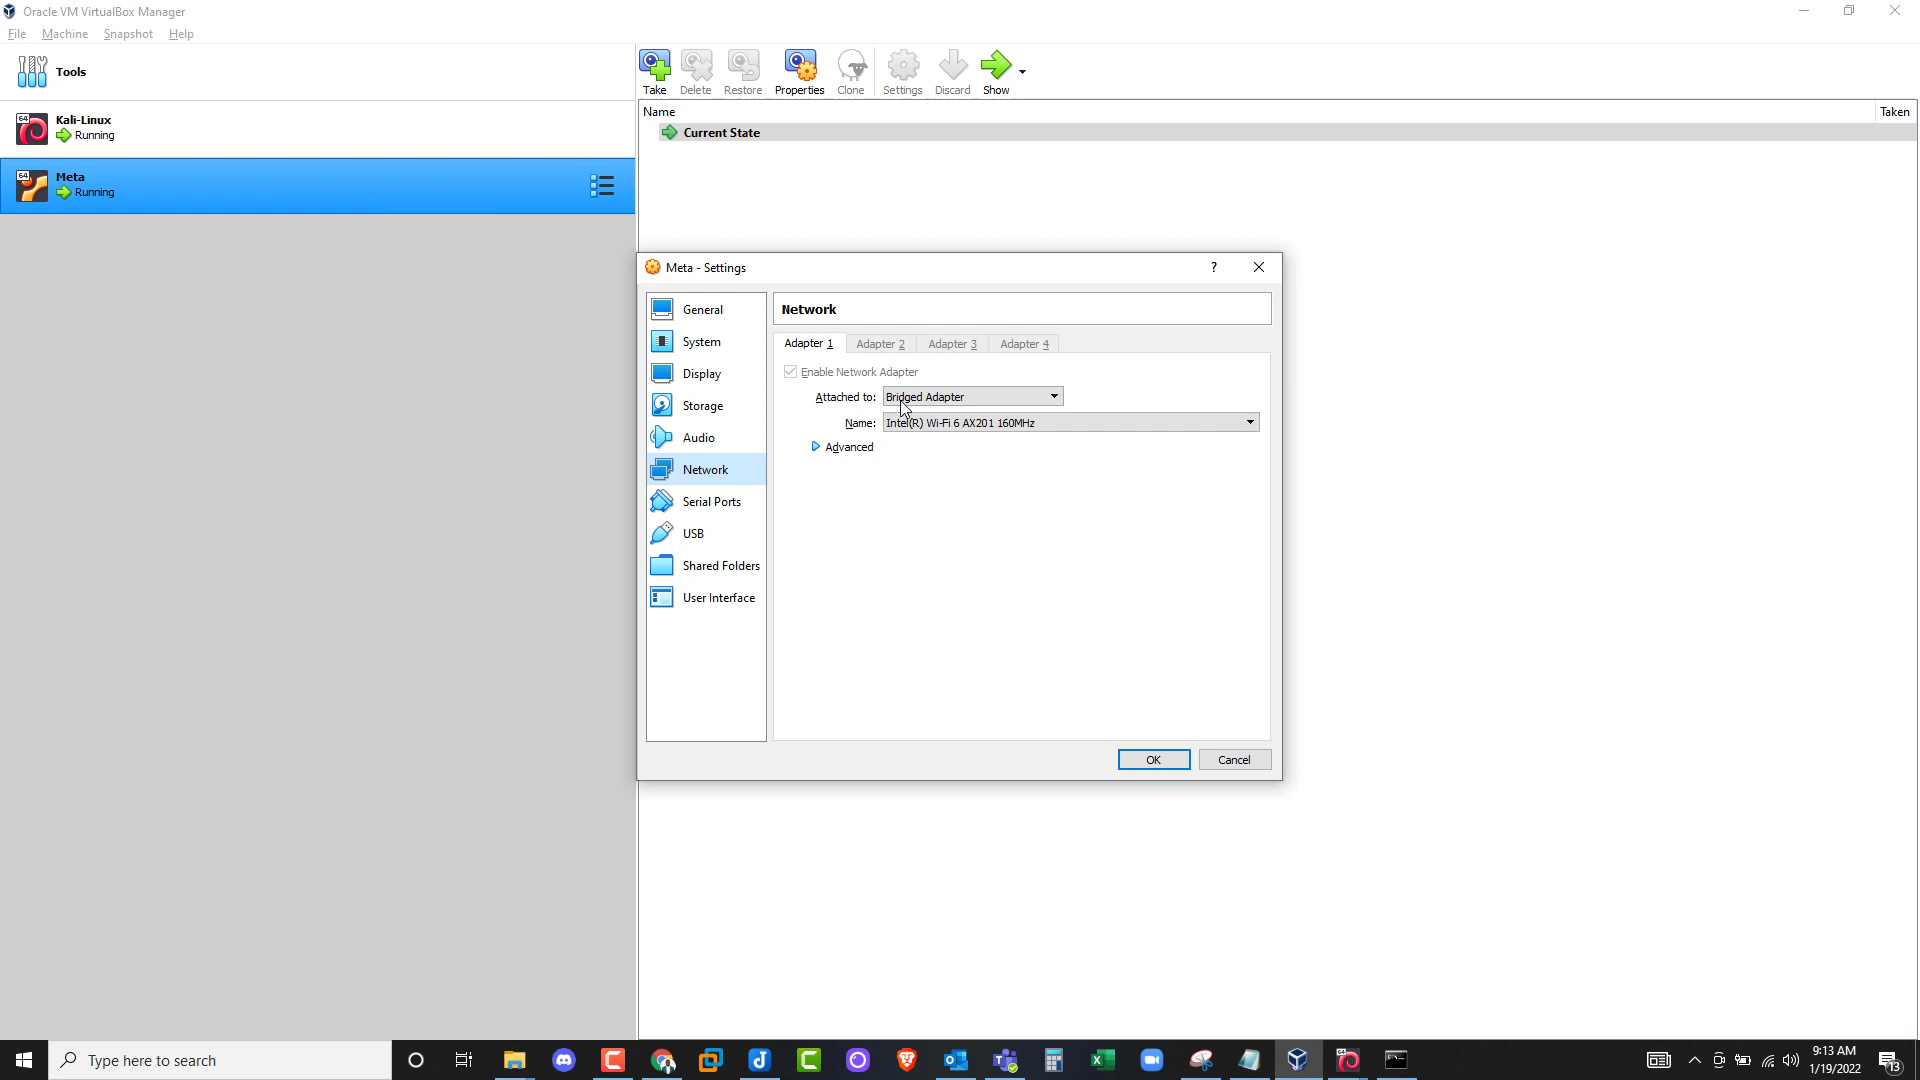 Oracle VM VirtualBox Manager
File Machine Snapshot Help
Tools
Take Delete Restore Properties Clone Settings Discard Show
Name Taken
Current State
64 Kali-Linux
Running
64 Meta
Running
Meta - Settings ?
General
System
Display
Storage
Audio
Network
Serial Ports
USB
Shared Folders
User Interface
Network
Adapter 1 Adapter 2 Adapter 3 Adapter 4
Enable Network Adapter
Attached to: Bridged Adapter
Name: Intel(R) Wi-Fi 6 AX201 160MHz
Advanced
OK Cancel
Type here to search
9:13 AM
1/19/2022
13